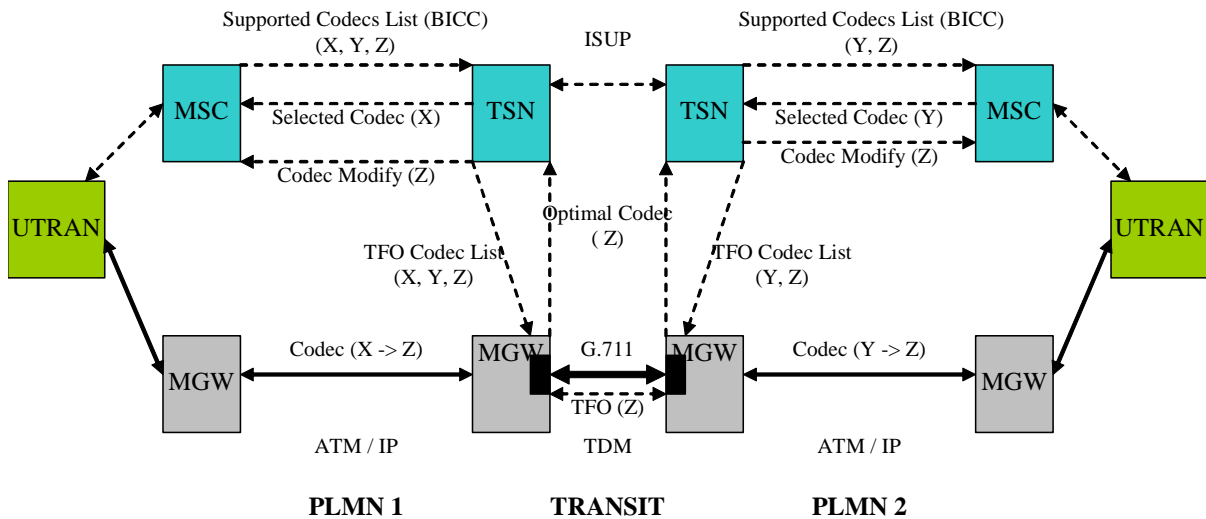 Supported Codecs List (BICC)
(X, Y, Z)
ISUP
Supported Codecs List (BICC)
(Y, Z)
MSC
Selected Codec (X)
TSN
TSN
Selected Codec (Y)
MSC
Codec Modify (Z)
Codec Modify (Z)
UTRAN
Optimal Codec
( Z)
UTRAN
TFO Codec List
(X, Y, Z)
TFO Codec List
(Y, Z)
MGW
Codec (X -> Z)
MGW
G.711
MGW
Codec (Y -> Z)
MGW
TFO (Z)
ATM / IP
TDM
ATM / IP
PLMN 1
TRANSIT
PLMN 2